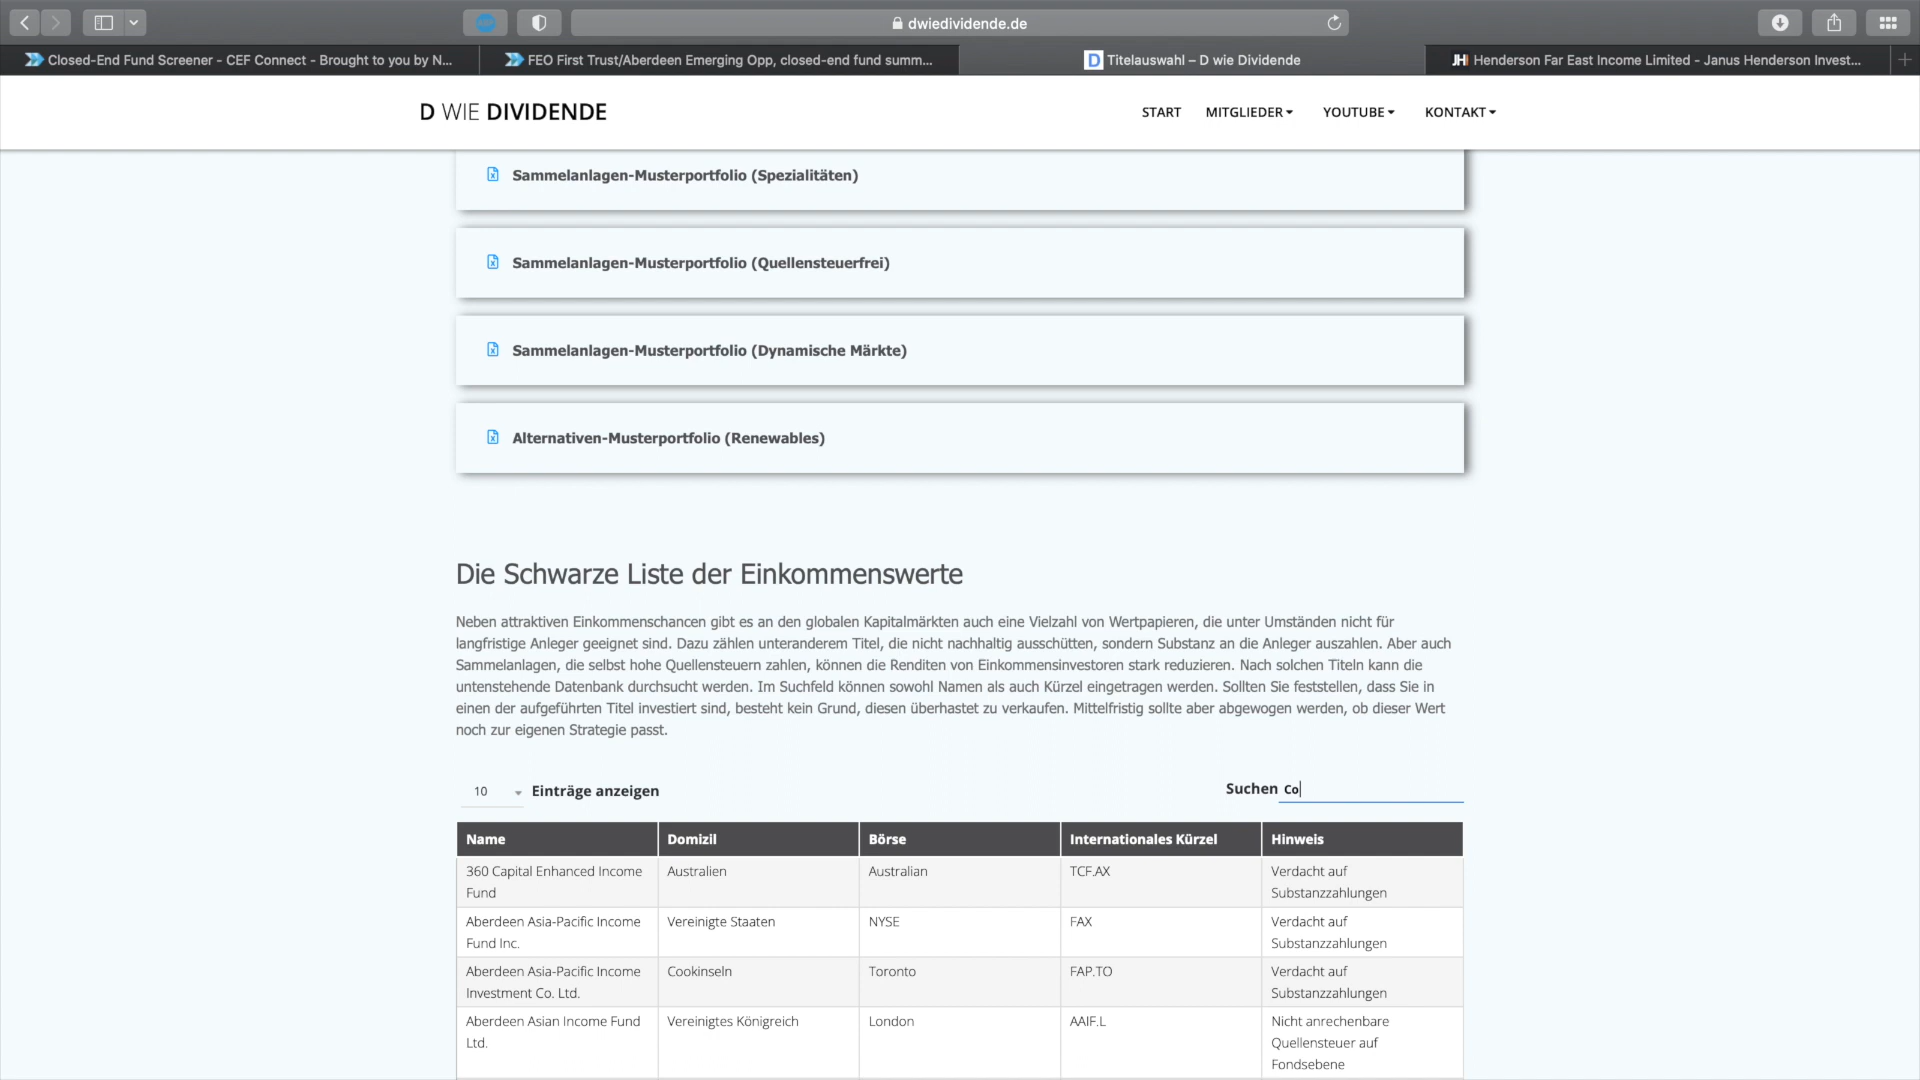 dwiedividende.de
Closed-End Fund Screener - CEF Connect - Brought to you by N...
FEO First Trust/Aberdeen Emerging Opp, closed-end fund summ...
D Titelauswahl – D wie Dividende
JHI Henderson Far East Income Limited - Janus Henderson Invest...
D WIE DIVIDENDE
START MITGLIEDER YOUTUBE KONTAKT
Sammelanlagen-Musterportfolio (Spezialitäten)
Sammelanlagen-Musterportfolio (Quellensteuerfrei)
Sammelanlagen-Musterportfolio (Dynamische Märkte)
Alternativen-Musterportfolio (Renewables)
Die Schwarze Liste der Einkommenswerte
Neben attraktiven Einkommenschancen gibt es an den globalen Kapitalmärkten auch eine Vielzahl von Wertpapieren, die unter Umständen nicht für
langfristige Anleger geeignet sind. Dazu zählen unteranderem Titel, die nicht nachhaltig ausschütten, sondern Substanz an die Anleger auszahlen. Aber auch
Sammelanlagen, die selbst hohe Quellensteuern zahlen, können die Renditen von Einkommensinvestoren stark reduzieren. Nach solchen Titeln kann die
untenstehende Datenbank durchsucht werden. Im Suchfeld können sowohl Namen als auch Kürzel eingetragen werden. Sollten Sie feststellen, dass Sie in
einen der aufgeführten Titel investiert sind, besteht kein Grund, diesen überhastet zu verkaufen. Mittelfristig sollte aber abgewogen werden, ob dieser Wert
noch zur eigenen Strategie passt.
10 Einträge anzeigen
Suchen Co
Name Domizil Börse Internationales Kürzel Hinweis
360 Capital Enhanced Income Australien Australian TCF.AX Verdacht auf
Fund Substanzzahlungen
Aberdeen Asia-Pacific Income Vereinigte Staaten NYSE FAX Verdacht auf
Fund Inc. Substanzzahlungen
Aberdeen Asia-Pacific Income Cookinseln Toronto FAP.TO Verdacht auf
Investment Co. Ltd. Substanzzahlungen
Aberdeen Asian Income Fund Vereinigtes Königreich London AAIF.L Nicht anrechenbare
Ltd. Quellensteuer auf
Fondsebene